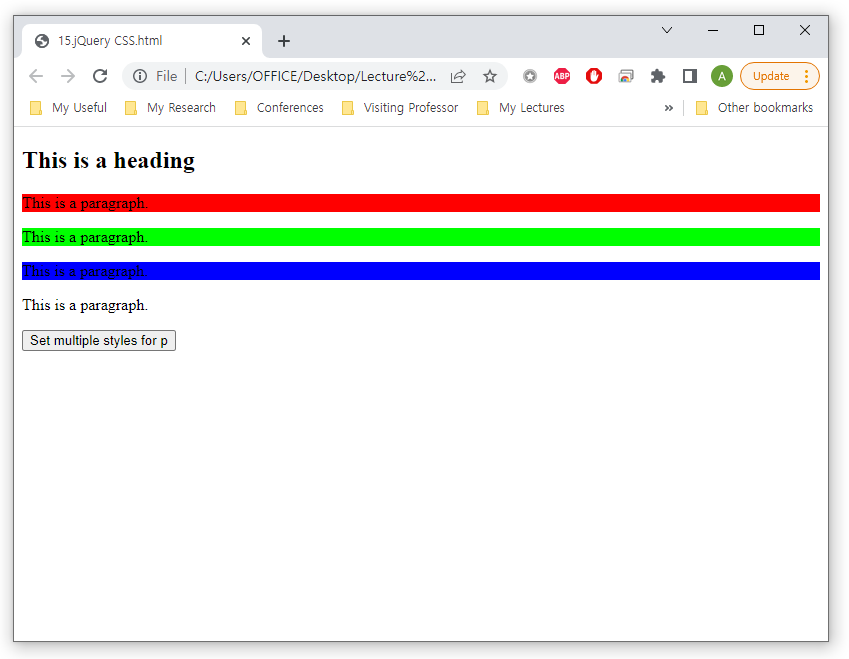 15.jQuery CSS.html
File C:/Users/OFFICE/Desktop/Lecture%2... ABP A Update
My Useful My Research Conferences Visiting Professor My Lectures » Other bookmarks
This is a heading
This is a paragraph.
This is a paragraph.
This is a paragraph.
This is a paragraph.
Set multiple styles for p